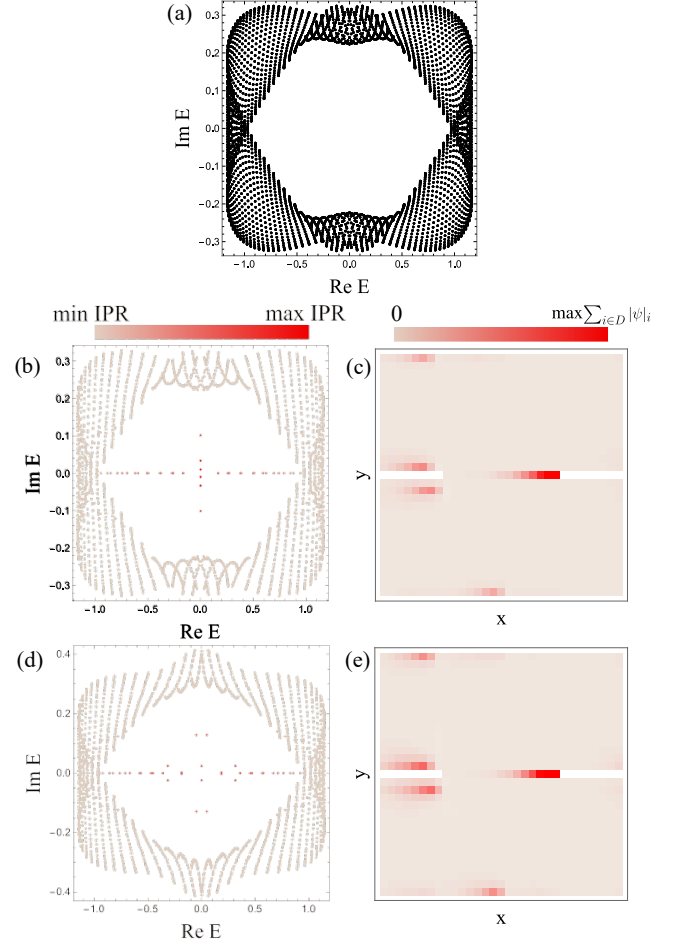 (a)
0.3
0.2
0.1
0.0
-0.1
-0.2
-0.3
Im E
-1.0 -0.5 0.0 0.5 1.0
Re E
min IPR max IPR
0 max∑i∈D |ψ|i
(b)
0.3
0.2
0.1
0.0
-0.1
-0.2
-0.3
Im E
-1.0 -0.5 0.0 0.5 1.0
Re E
(c)
y
x
(d)
0.4
0.2
0.0
-0.2
-0.4
Im E
-1.0 -0.5 0.0 0.5 1.0
Re E
(e)
y
x